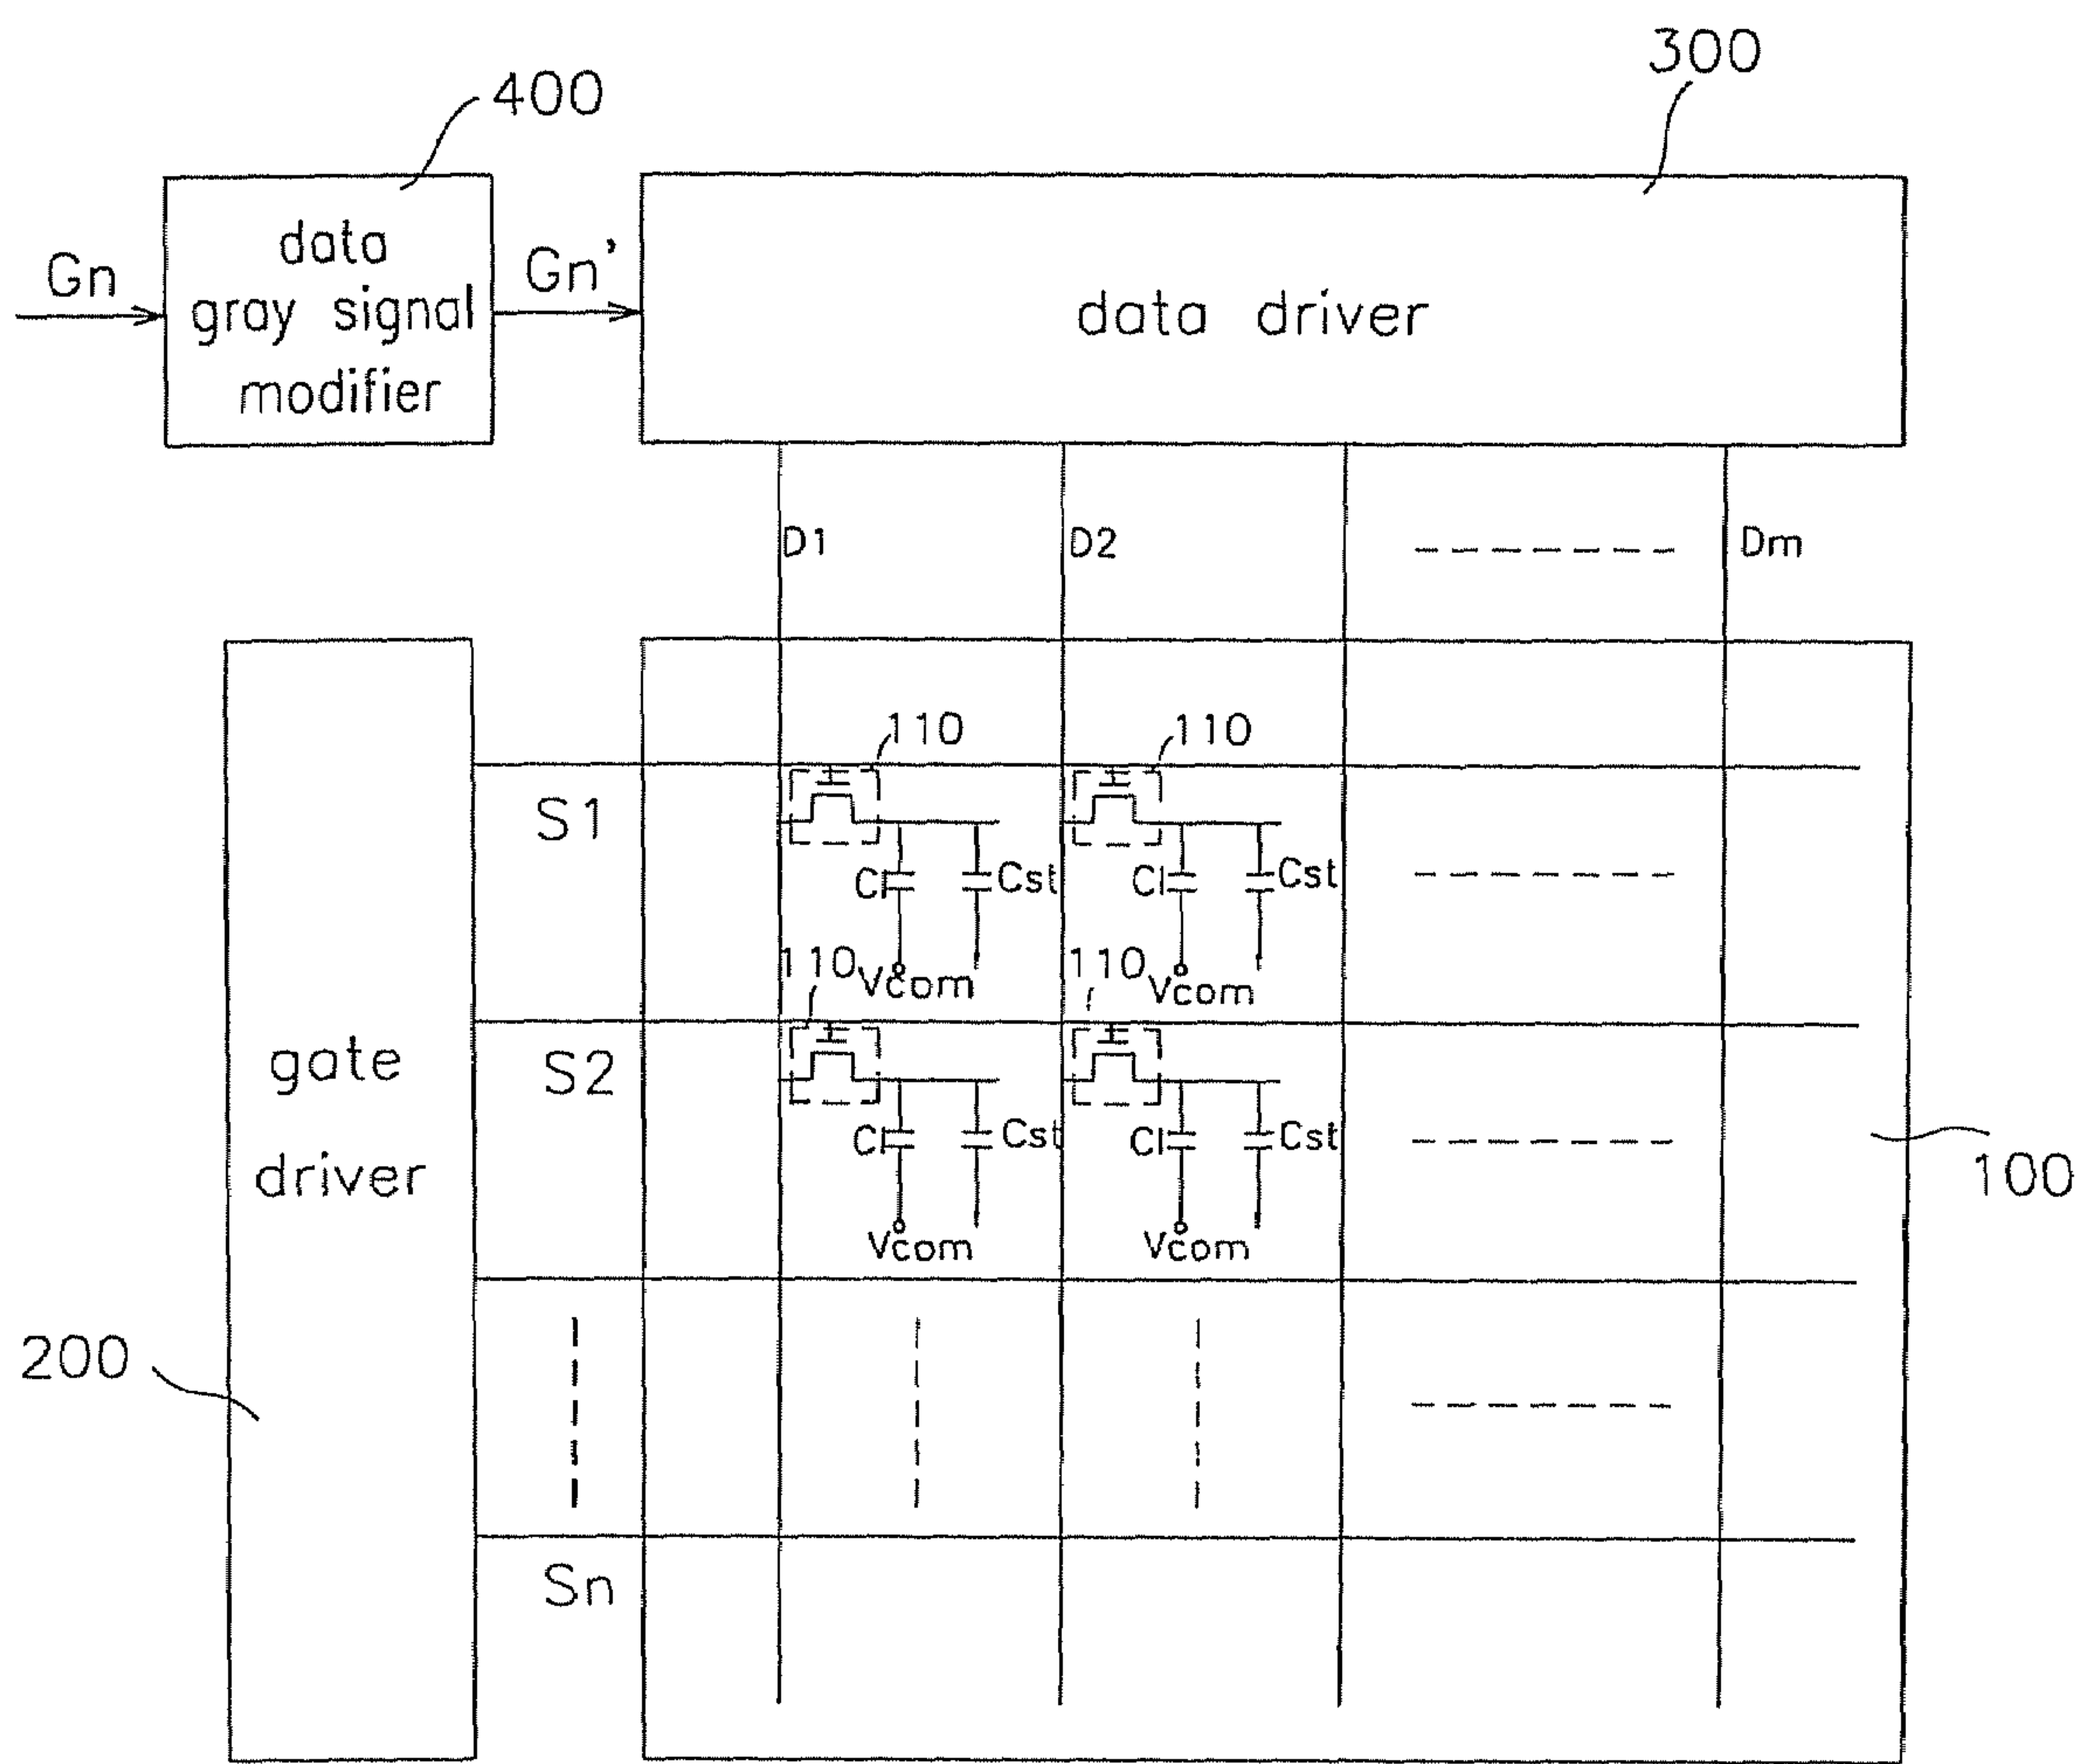 300
400
data
gray signal
modifier
Gn
Gn’
data driver
D1
D2
Dm
110
110
S1
Cl
Cst
Cl
Cst
110
Vcom
110
Vcom
gate
driver
S2
Cl
Cst
Cl
Cst
100
Vcom
Vcom
200
Sn